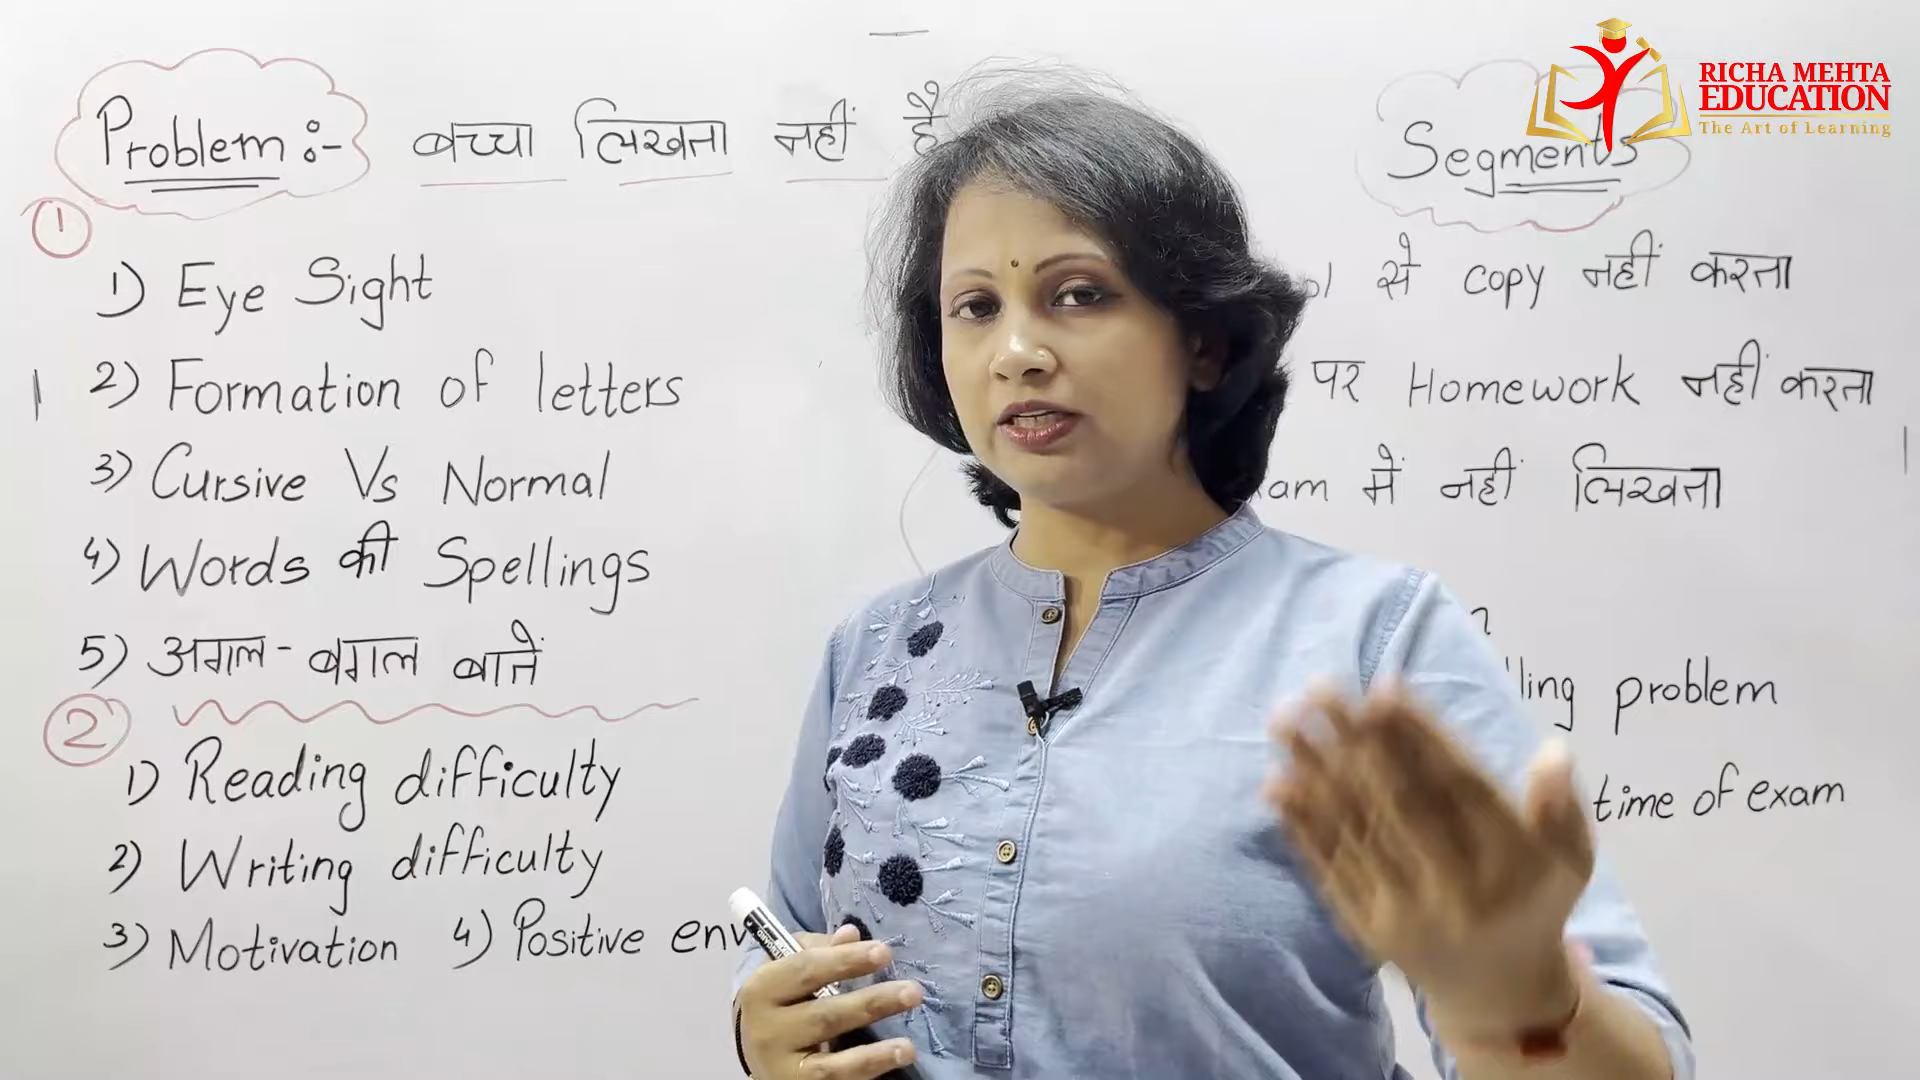 Problem :- बच्चा लिखता नहीं है
1
1) Eye Sight
2) Formation of letters
3) Cursive Vs Normal
4) Words की Spellings
5) अगल - बगल बातें
2
1) Reading difficulty
2) Writing difficulty
3) Motivation 4) Positive
RICHA MEHTA
EDUCATION
The Art of Learning
Segments
से copy नहीं करता
पर Homework नहीं करता
में नहीं लिखता
problem
time of exam